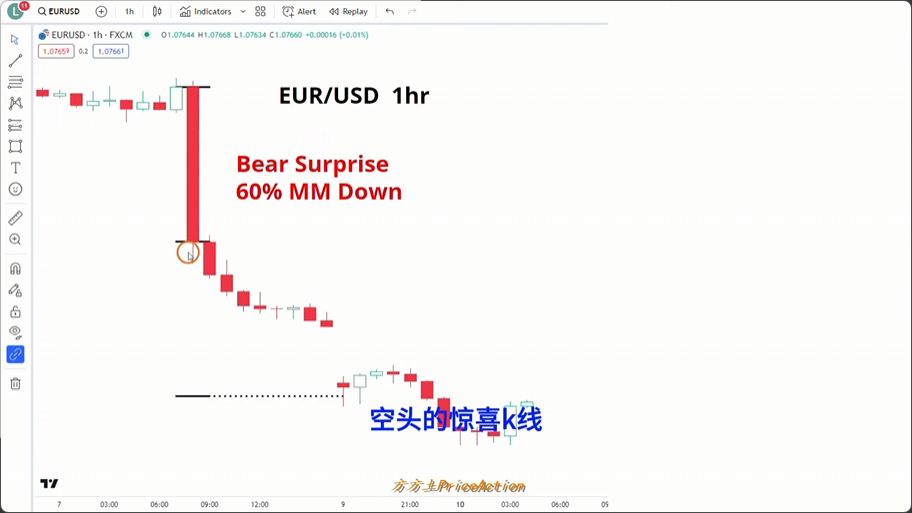 L 11 EURUSD 1h Indicators Alert Replay
EURUSD · 1h · FXCM O1.07644 H1.07668 L1.07634 C1.07660 +0.00016 (+0.01%)
1.07659 0.2 1.07661
EUR/USD 1hr
Bear Surprise
60% MM Down
空头的惊喜k线
方方土PriceAction
7 03:00 06:00 09:00 12:00 9 21:00 10 03:00 06:00 09